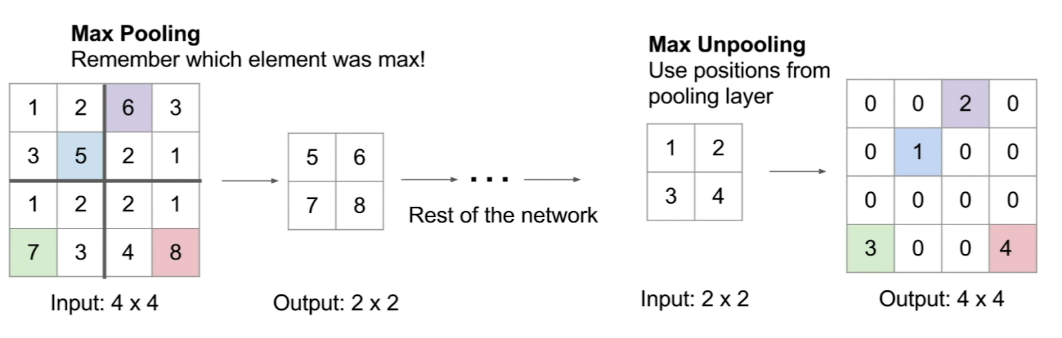 Max Pooling
Remember which element was max!
1 2 6 3
3 5 2 1
1 2 2 1
7 3 4 8
Input: 4 x 4
5 6
7 8
Output: 2 x 2
...
Rest of the network
Max Unpooling
Use positions from
pooling layer
1 2
3 4
Input: 2 x 2
0 0 2 0
0 1 0 0
0 0 0 0
3 0 0 4
Output: 4 x 4